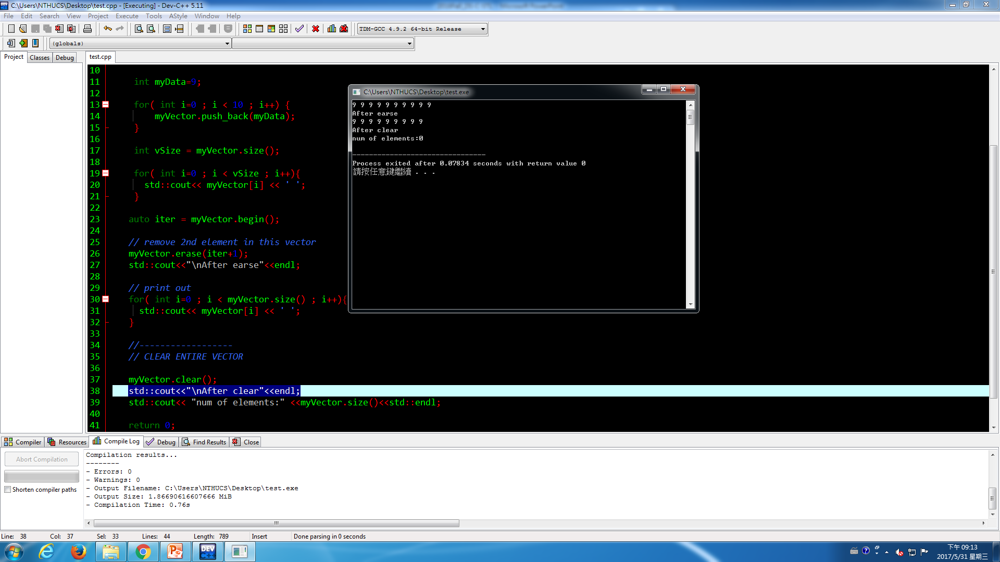 C:\Users\NTHUCS\Desktop\test.cpp - [Executing] - Dev-C++ 5.11
File Edit Search View Project Execute Tools AStyle Window Help
TDM-GCC 4.9.2 64-bit Release
(globals)
Project Classes Debug
test.cpp
10
11 int myData=9;
12
13 for( int i=0 ; i < 10 ; i++) {
14 myVector.push_back(myData);
15 }
16
17 int vSize = myVector.size();
18
19 for( int i=0 ; i < vSize ; i++){
20 std::cout<< myVector[i] << ' ';
21 }
22
23 auto iter = myVector.begin();
24
25 // remove 2nd element in this vector
26 myVector.erase(iter+1);
27 std::cout<<"\nAfter earse"<<endl;
28
29 // print out
30 for( int i=0 ; i < myVector.size() ; i++){
31 std::cout<< myVector[i] << ' ';
32 }
33
34 //------------------
35 // CLEAR ENTIRE VECTOR
36
37 myVector.clear();
38 std::cout<<"\nAfter clear"<<endl;
39 std::cout<< "num of elements:" <<myVector.size()<<std::endl;
40
41 return 0;
C:\Users\NTHUCS\Desktop\test.exe
9 9 9 9 9 9 9 9 9 9
After earse
9 9 9 9 9 9 9 9 9
After clear
num of elements:0
--------------------------------
Process exited after 0.07834 seconds with return value 0
請按任意鍵繼續 . . .
Compiler Resources Compile Log Debug Find Results Close
Abort Compilation
Shorten compiler paths
Compilation results...
--------
- Errors: 0
- Warnings: 0
- Output Filename: C:\Users\NTHUCS\Desktop\test.exe
- Output Size: 1.86690616607666 MiB
- Compilation Time: 0.76s
Line: 38 Col: 37 Sel: 33 Lines: 44 Length: 789 Insert Done parsing in 0 seconds
DEV C++
下午 09:13
2017/5/31 星期三